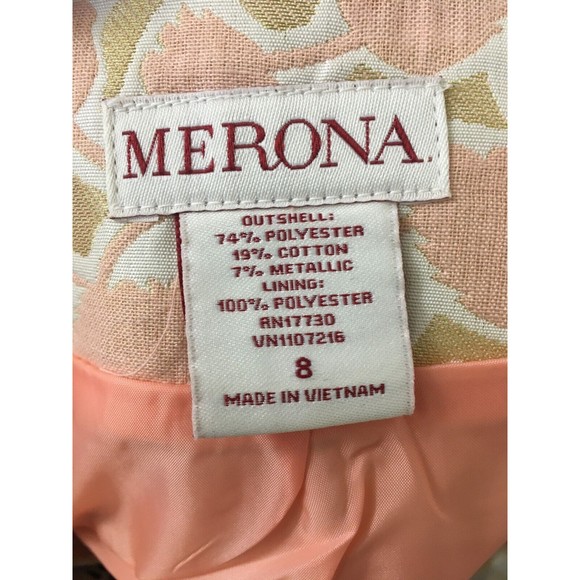 MERONA.
OUTSHELL:
74% POLYESTER
19% COTTON
7% METALLIC
LINING:
100% POLYESTER
RN17730
VN1107216
8
MADE IN VIETNAM